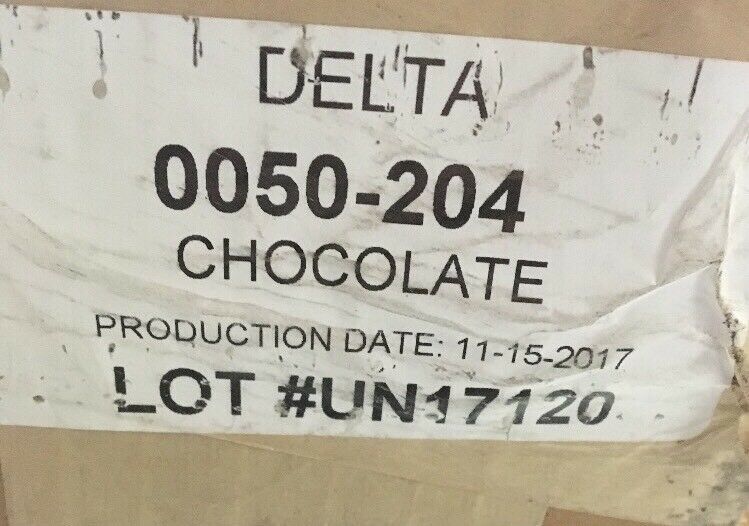 DELTA
0050-204
CHOCOLATE
PRODUCTION DATE: 11-15-2017
LOT #UN17120